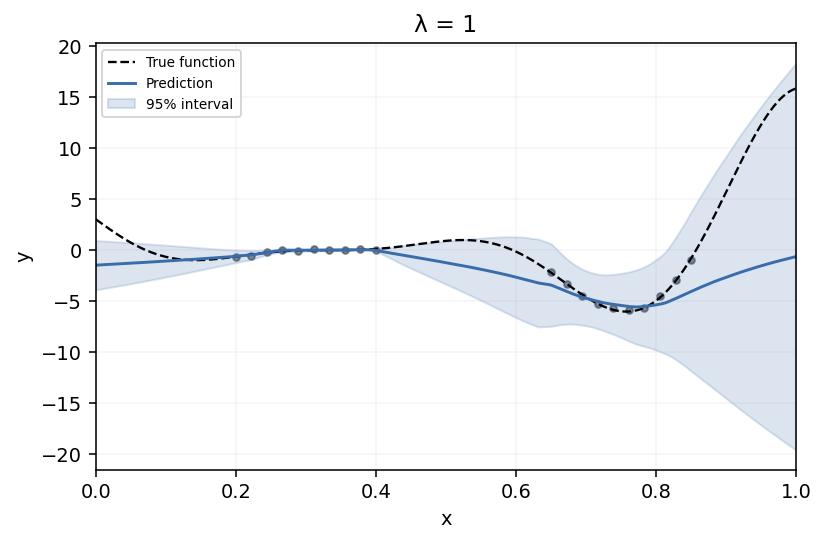 λ = 1
True function
Prediction
95% interval
20
15
10
5
0
−5
−10
−15
−20
y
0.0 0.2 0.4 0.6 0.8 1.0
x